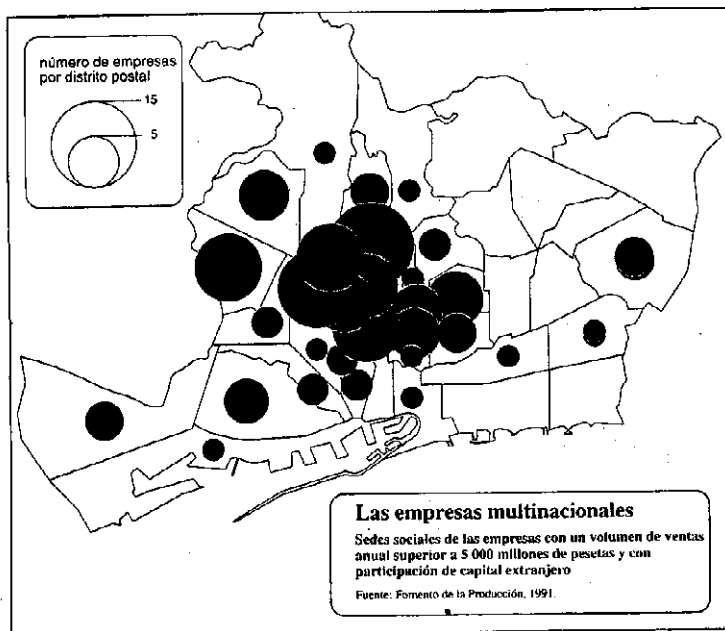 número de empresas
por distrito postal
15
5
Las empresas multinacionales
Sedes sociales de las empresas con un volumen de ventas
anual superior a 5 000 millones de pesetas y con
participación de capital extranjero
Fuente: Fomento de la Producción, 1991.